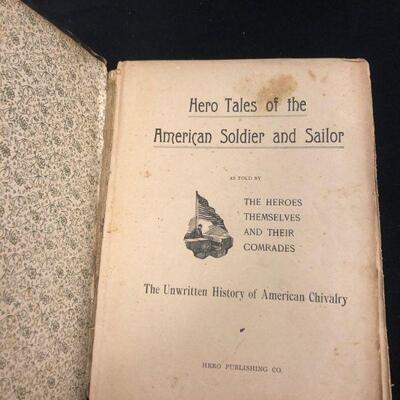 Hero Tales of the
American Soldier and Sailor
AS TOLD BY
THE HEROES
THEMSELVES
AND THEIR
COMRADES
The Unwritten History of American Chivalry
HERO PUBLISHING CO.